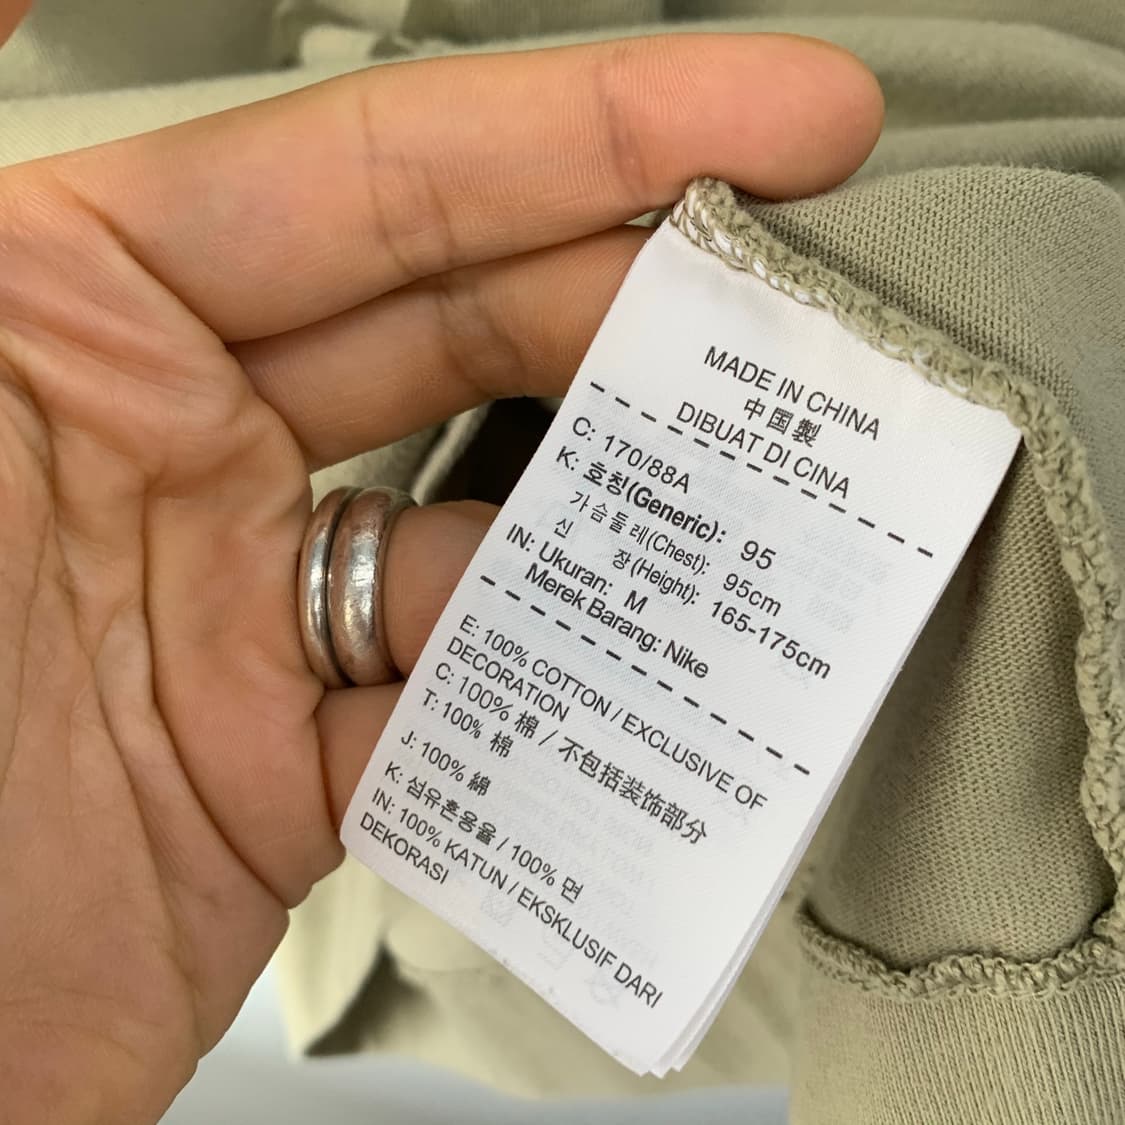 MADE IN CHINA
中国製
DIBUAT DI CINA
C: 170/88A
K: 호칭(Generic): 95
가슴둘레(Chest): 95cm
신 장(Height): 165-175cm
IN: Ukuran: M
Merek Barang: Nike
E: 100% COTTON / EXCLUSIVE OF
DECORATION
C: 100% 棉 / 不包括装饰部分
T: 100% 棉
J: 100% 綿
K: 섬유혼용율 / 100% 면
IN: 100% KATUN / EKSKLUSIF DARI
DEKORASI